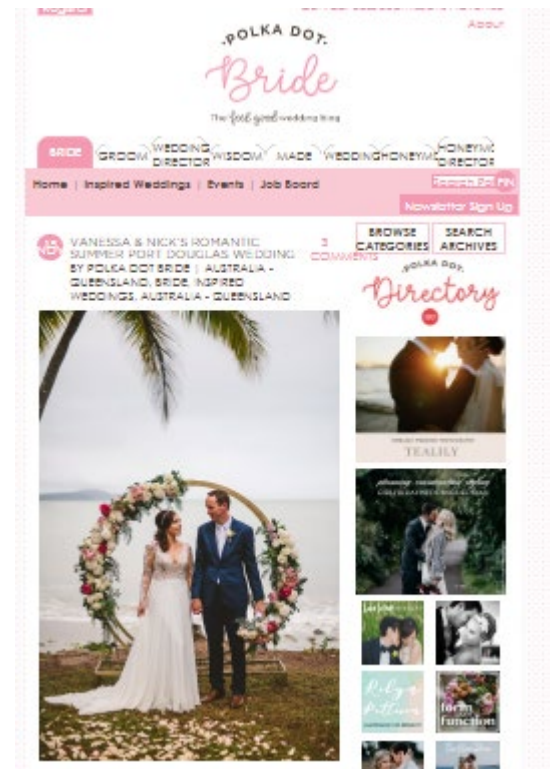 About
·POLKA DOT·
Bride
The feel good wedding blog
BRIDE
GROOM
WEDDING DIRECTOR
WISDOM
MADE
WEDDING
HONEYM
HONEYM DIRECTOR
Home | Inspired Weddings | Events | Job Board
Newsletter Sign Up
VANESSA & NICK'S ROMANTIC
SUMMER PORT DOUGLAS WEDDING
3
COMMENTS
BY POLKA DOT BRIDE | AUSTRALIA -
QUEENSLAND, BRIDE, INSPIRED
WEDDINGS, AUSTRALIA - QUEENSLAND
BROWSE
CATEGORIES
SEARCH
ARCHIVES
·POLKA DOT·
Directory
TEALILY
form
function